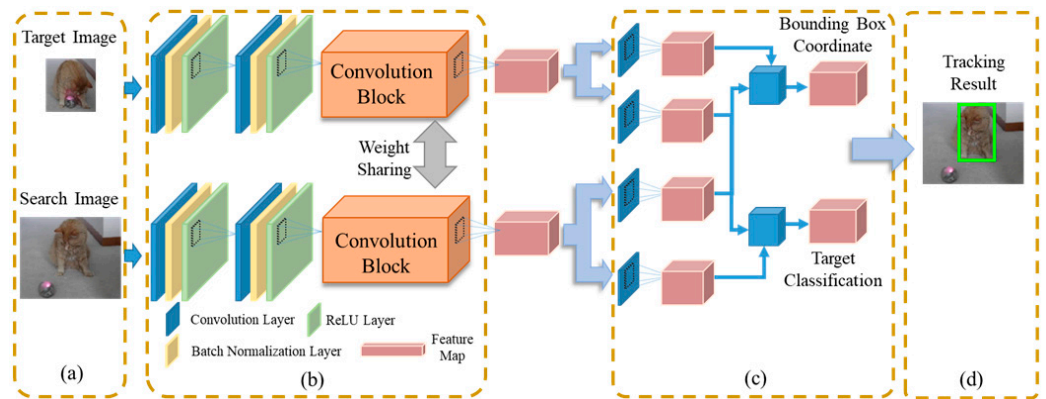 Target Image
Search Image
(a)
Convolution
Block
Weight
Sharing
Convolution
Block
Convolution Layer
ReLU Layer
Batch Normalization Layer
Feature
Map
(b)
Bounding Box
Coordinate
Target
Classification
(c)
Tracking
Result
(d)